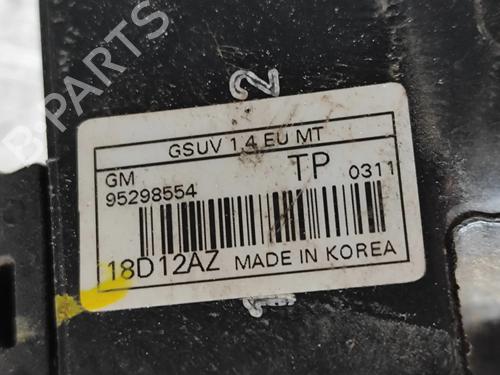 2
GSUV 1.4 EU MT
GM
TP
0311
95298554
18D12AZ MADE IN KOREA
B-PARTS